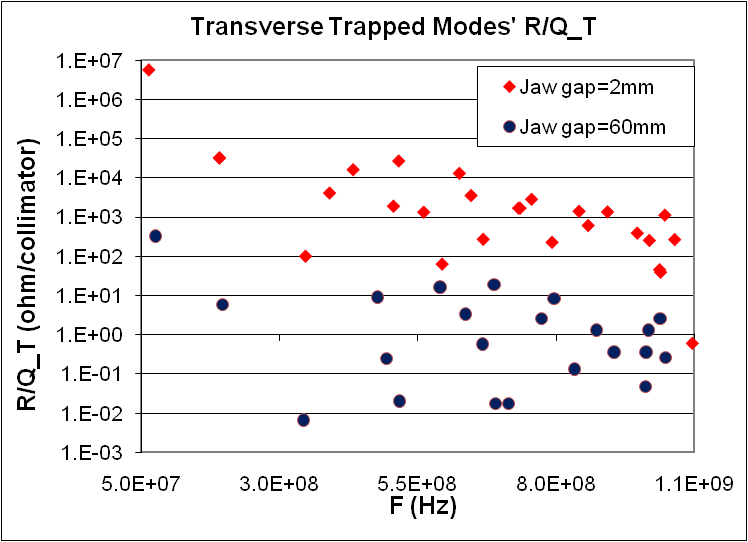 Transverse Trapped Modes' R/Q_T
Jaw gap=2mm
Jaw gap=60mm
R/Q_T (ohm/collimator)
1.E+07
1.E+06
1.E+05
1.E+04
1.E+03
1.E+02
1.E+01
1.E+00
1.E-01
1.E-02
1.E-03
5.0E+07 3.0E+08 5.5E+08 8.0E+08 1.1E+09
F (Hz)